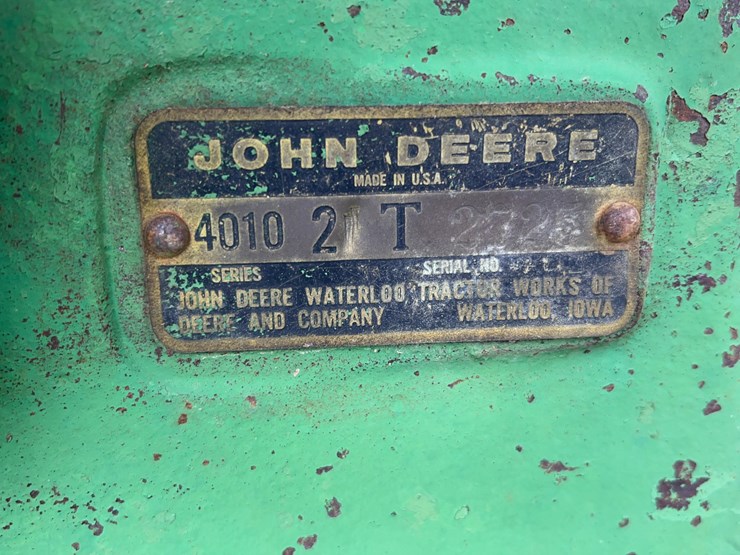 JOHN DEERE
MADE IN U.S.A.
4010 21 T
SERIES SERIAL NO.
JOHN DEERE WATERLOO TRACTOR WORKS OF
DEERE AND COMPANY WATERLOO, IOWA